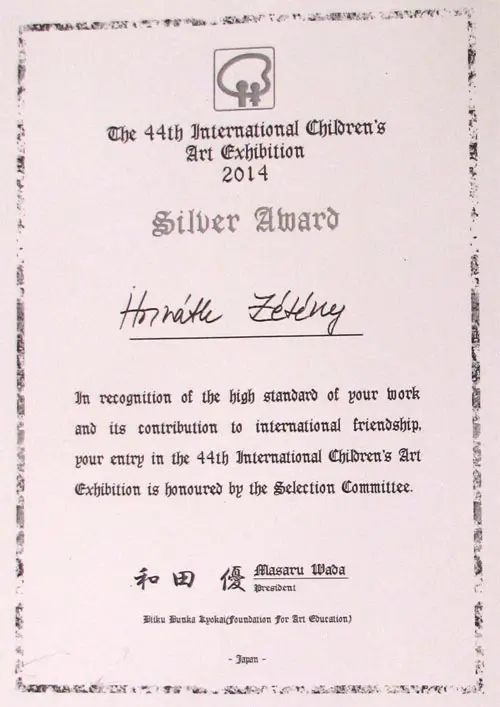 The 44th International Children's
Art Exhibition
2014
Silver Award
Horváth Zétény
In recognition of the high standard of your work
and its contribution to international friendship,
your entry in the 44th International Children's Art
Exhibition is honoured by the Selection Committee.
和田 優 Masaru Wada
President
Biiku Bunka Kyokai(Foundation For Art Education)
- Japan -